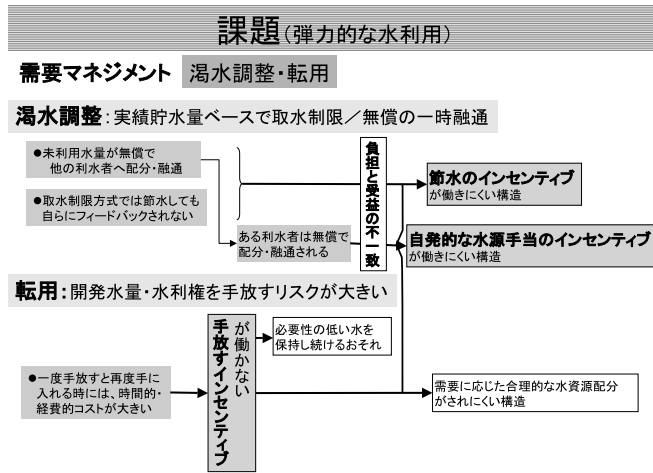 課題(弾力的な水利用)
需要マネジメント 渇水調整・転用
渇水調整：実績貯水量ベースで取水制限／無償の一時融通
●未利用水量が無償で
他の利水者へ配分・融通
●取水制限方式では節水しても
自らにフィードバックされない
ある利水者は無償で
配分・融通される
負担と受益の不一致
節水のインセンティブ
が働きにくい構造
自発的な水源手当のインセンティブ
が働きにくい構造
転用：開発水量・水利権を手放すリスクが大きい
●一度手放すと再度手に
入れる時には、時間的・
経費的コストが大きい
手放すインセンティブ
が働かない
必要性の低い水を
保持し続けるおそれ
需要に応じた合理的な水資源配分
がされにくい構造